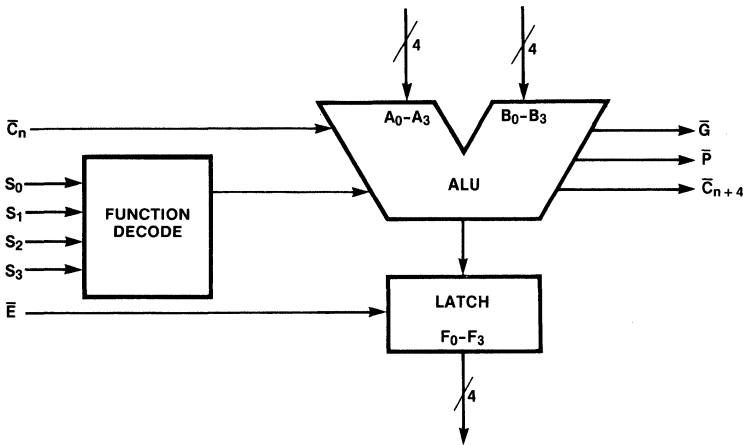 4 4
A₀–A₃ B₀–B₃
C̅ₙ
G̅
P̅
C̅ₙ₊₄
ALU
S₀
S₁
S₂
S₃
FUNCTION
DECODE
LATCH
F₀–F₃
E̅
4